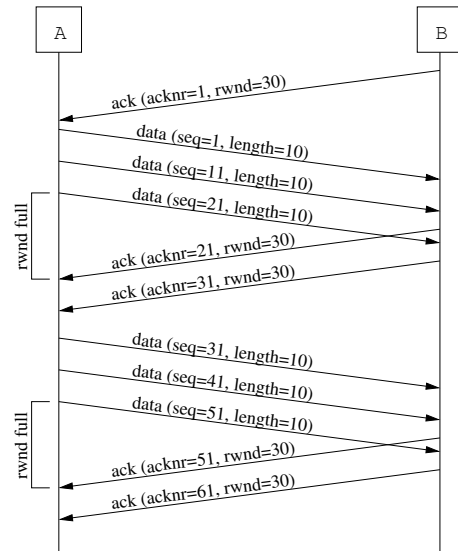 A
B
ack (acknr=1, rwnd=30)
data (seq=1, length=10)
data (seq=11, length=10)
data (seq=21, length=10)
rwnd full
ack (acknr=21, rwnd=30)
ack (acknr=31, rwnd=30)
data (seq=31, length=10)
data (seq=41, length=10)
data (seq=51, length=10)
rwnd full
ack (acknr=51, rwnd=30)
ack (acknr=61, rwnd=30)